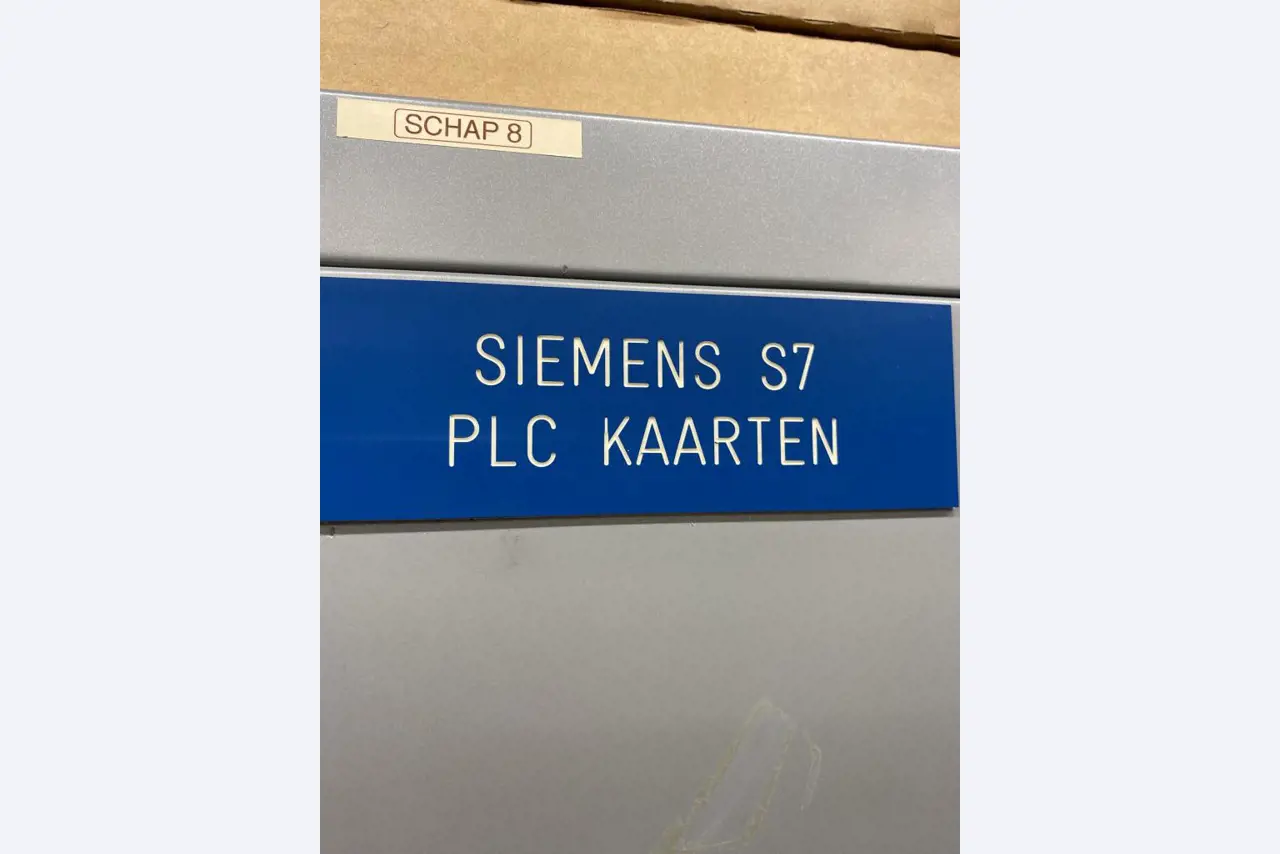 SCHAP 8
SIEMENS S7
PLC KAARTEN